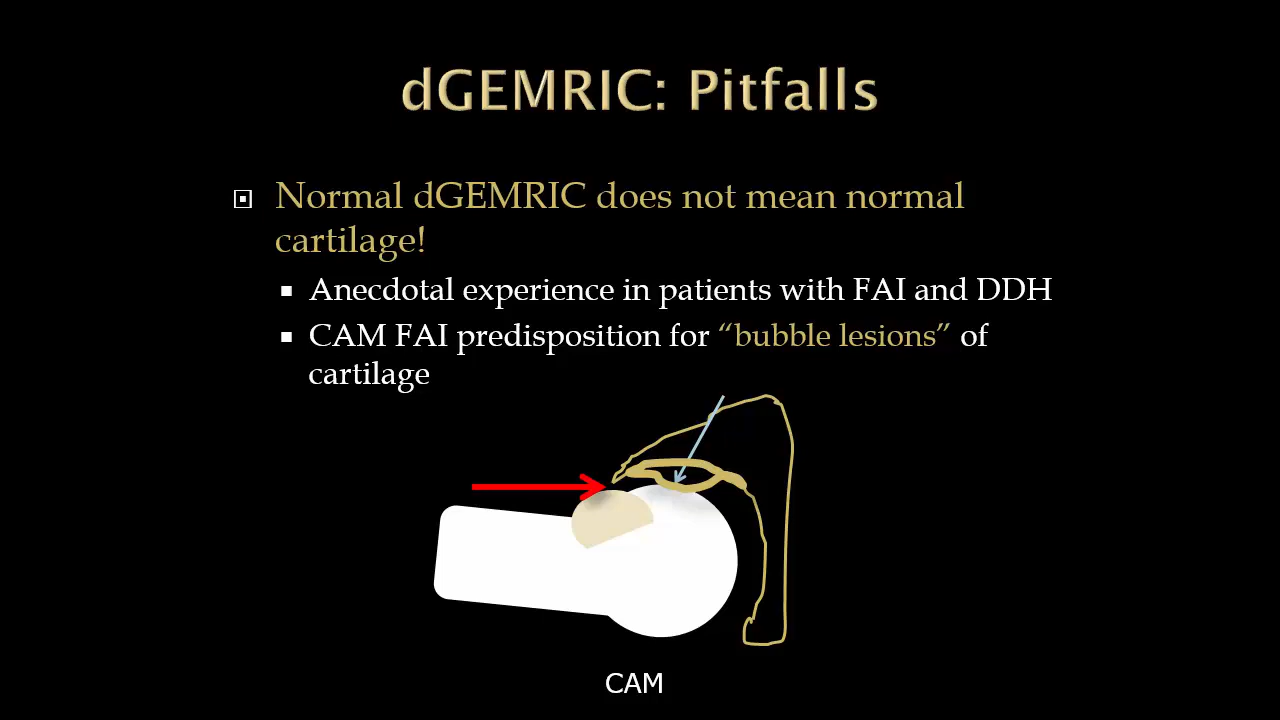 dGEMRIC: Pitfalls
Normal dGEMRIC does not mean normal
cartilage!
Anecdotal experience in patients with FAI and DDH
CAM FAI predisposition for “bubble lesions” of
cartilage
CAM